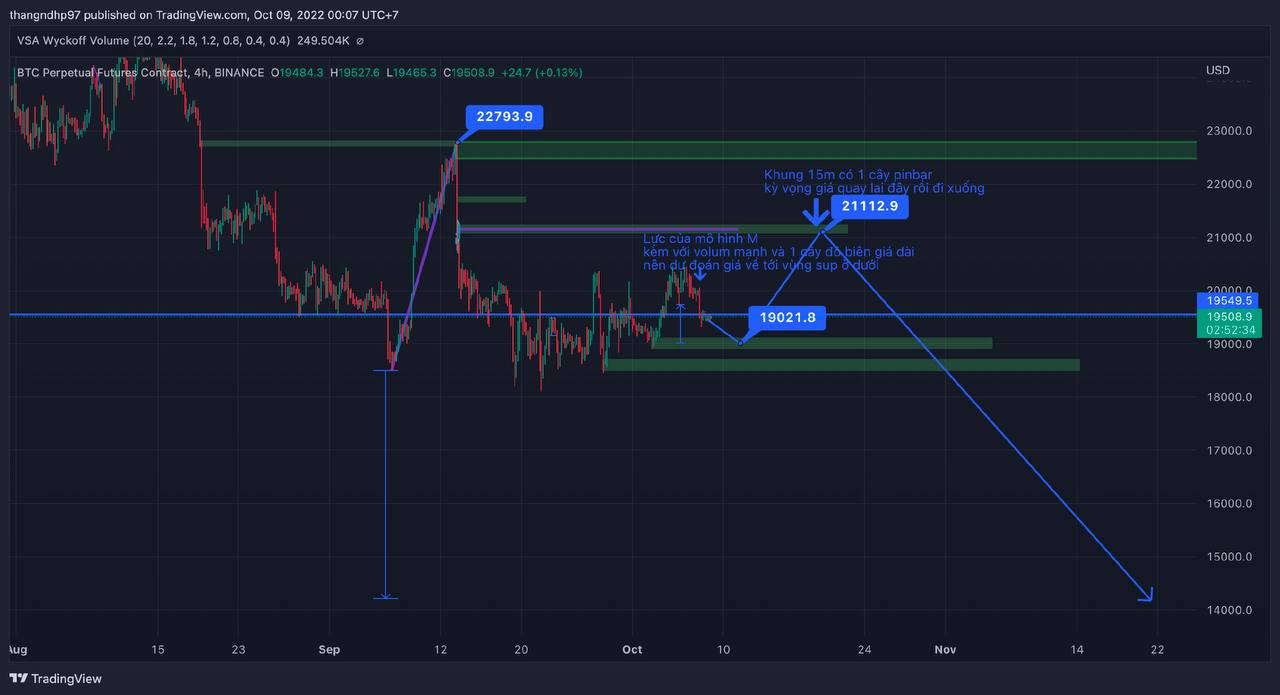 thangndhp97 published on TradingView.com, Oct 09, 2022 00:07 UTC+7
VSA Wyckoff Volume (20, 2.2, 1.8, 1.2, 0.8, 0.4, 0.4) 249.504K ∅
BTC Perpetual Futures Contract, 4h, BINANCE O19484.3 H19527.6 L19465.3 C19508.9 +24.7 (+0.13%)
USD
22793.9
23000.0
Khung 15m có 1 cây pinbar
kỳ vọng giá quay lại đây rồi đi xuống
22000.0
21112.9
21000.0
Lực của mô hình M
kèm với volum mạnh và 1 cây đỏ biên giá dài
nên dự đoán giá về tới vùng sup ở dưới
20000.0
19549.5
19021.8
19508.9
02:52:34
19000.0
18000.0
17000.0
16000.0
15000.0
14000.0
Aug 15 23 Sep 12 20 Oct 10 24 Nov 14 22
TradingView